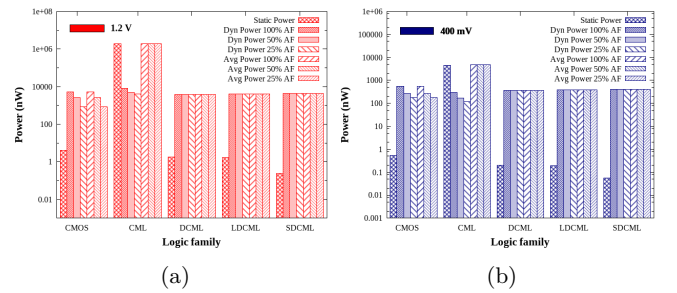 1e+08
1e+06
10000
100
1
0.01
Power (nW)
1.2 V
Static Power
Dyn Power 100% AF
Dyn Power 50% AF
Dyn Power 25% AF
Avg Power 100% AF
Avg Power 50% AF
Avg Power 25% AF
CMOS
CML
DCML
LDCML
SDCML
Logic family
(a)
1e+06
100000
10000
1000
100
10
1
0.1
0.01
0.001
Power (nW)
400 mV
Static Power
Dyn Power 100% AF
Dyn Power 50% AF
Dyn Power 25% AF
Avg Power 100% AF
Avg Power 50% AF
Avg Power 25% AF
CMOS
CML
DCML
LDCML
SDCML
Logic family
(b)